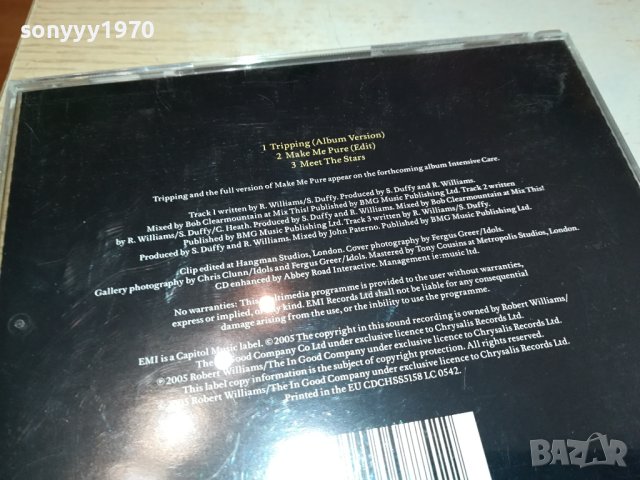 sonyyy1970
1 Tripping (Album Version)
2 Make Me Pure (Edit)
3 Meet The Stars
Tripping and the full version of Make Me Pure appear on the forthcoming album Intensive Care.
Track 1 written by R. Williams/S. Duffy. Produced by S. Duffy and R. Williams.
Mixed by Bob Clearmountain at Mix This! Published by BMG Music Publishing Ltd. Track 2 written
by R. Williams/S. Duffy/C. Heath. Produced by S. Duffy and R. Williams. Mixed by Bob Clearmountain at Mix This!
Published by BMG Music Publishing Ltd. Track 3 written by R. Williams/S. Duffy.
Produced by S. Duffy and R. Williams. Mixed by John Paterno. Published by BMG Music Publishing Ltd.
Clip edited at Hangman Studios, London. Cover photography by Fergus Greer/Idols.
Gallery photography by Chris Clunn/Idols and Fergus Greer/Idols. Mastered by Tony Cousins at Metropolis Studios, London.
CD enhanced by Abbey Road Interactive. Management ie:music ltd.
No warranties: This multimedia programme is provided to the user without warranties,
express or implied, of any kind. EMI Records Ltd shall not be liable for any consequential
damage arising from the use, or the inbility to use the programme.
EMI is a Capitol Music label. ©2005 The copyright in this sound recording is owned by Robert Williams/
The In Good Company Co Ltd under exclusive licence to Chrysalis Records Ltd.
℗2005 Robert Williams/The In Good Company under exclusive licence to Chrysalis Records Ltd.
This label copy information is the subject of copyright protection. All rights reserved.
©2005 Robert Williams/The In Good Company under exclusive licence to Chrysalis Records Ltd.
Printed in the EU CDCHSS5158 LC 0542.
BAZAR